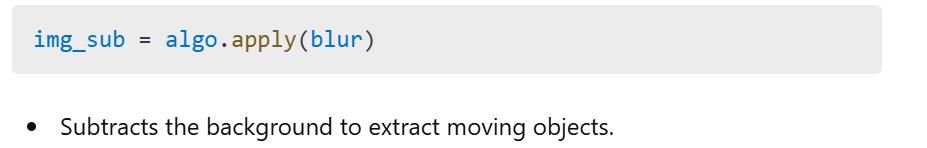 img_sub = algo.apply(blur)
• Subtracts the background to extract moving objects.